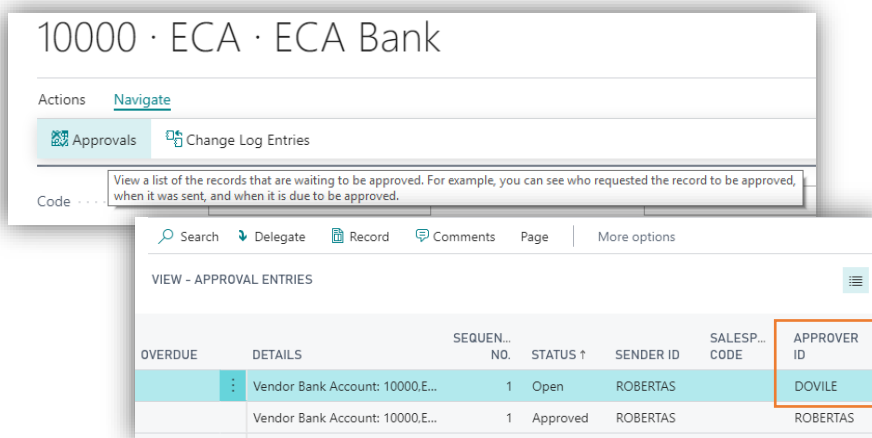 10000 · ECA · ECA Bank
Actions Navigate
Approvals Change Log Entries
View a list of the records that are waiting to be approved. For example, you can see who requested the record to be approved,
when it was sent, and when it is due to be approved.
Code
Search Delegate Record Comments Page More options
VIEW - APPROVAL ENTRIES
OVERDUE DETAILS SEQUEN... NO. STATUS ↑ SENDER ID SALESP... CODE APPROVER ID
Vendor Bank Account: 10000,E... 1 Open ROBERTAS DOVILE
Vendor Bank Account: 10000,E... 1 Approved ROBERTAS ROBERTAS